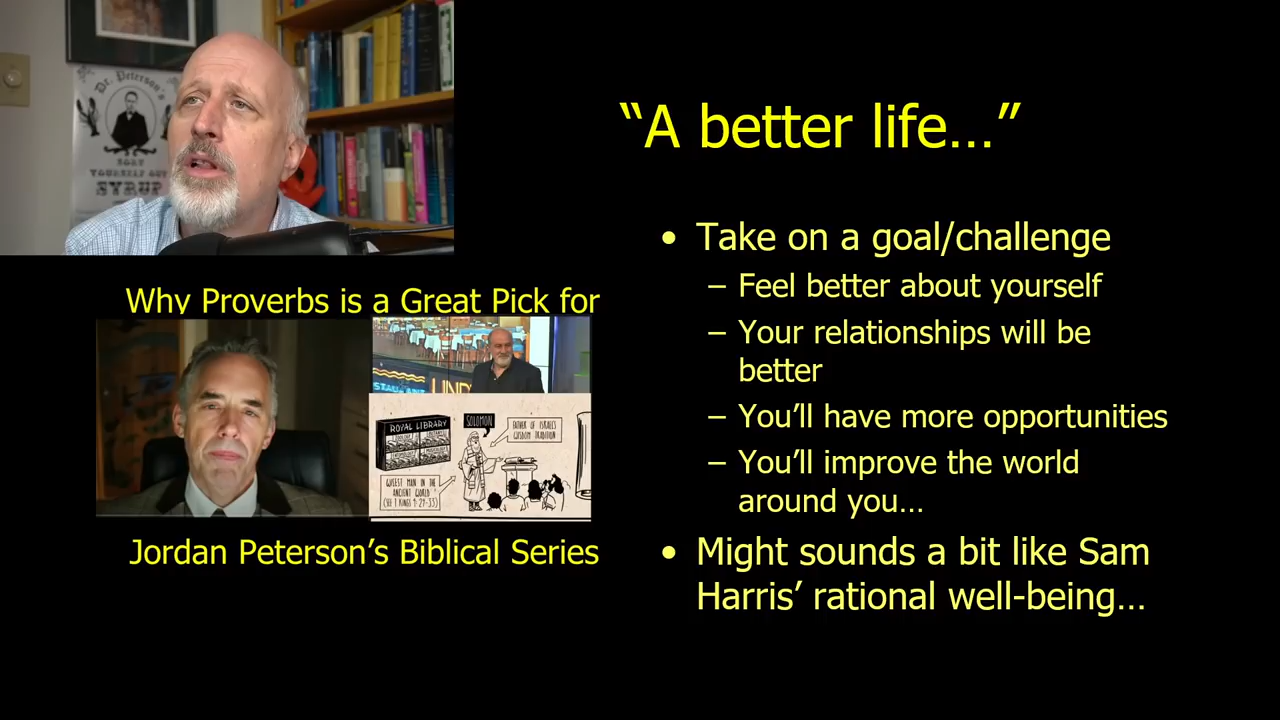 Dr. Peterson's
SORT
YOURSELF OUT
SYRUP
“A better life…”
• Take on a goal/challenge
– Feel better about yourself
– Your relationships will be
better
– You’ll have more opportunities
– You’ll improve the world
around you…
• Might sounds a bit like Sam
Harris’ rational well-being…
Why Proverbs is a Great Pick for
ROYAL LIBRARY
SOLOMON
FATHER OF ISRAEL'S
WISDOM TRADITION
WISEST MAN IN THE
ANCIENT WORLD
Jordan Peterson’s Biblical Series